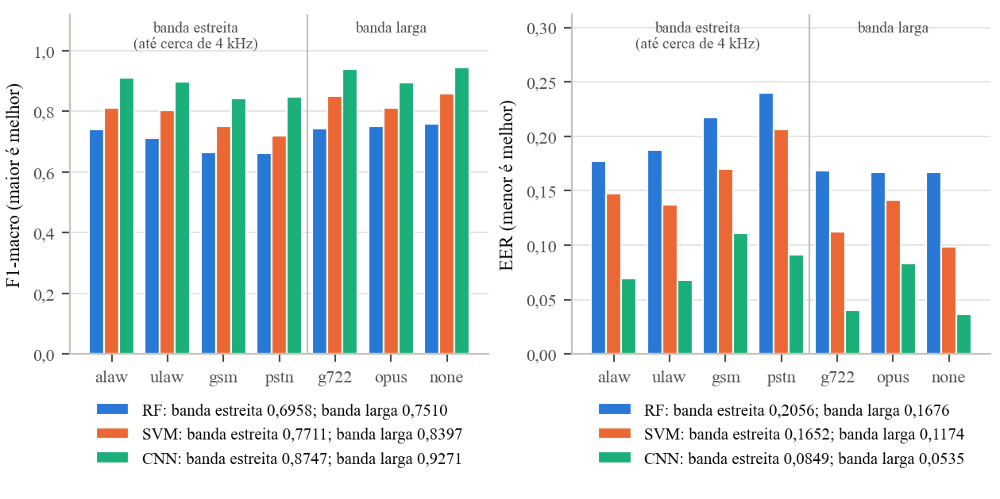 banda estreita
(até cerca de 4 kHz)
banda larga
F1-macro (maior é melhor)
1,0
0,8
0,6
0,4
0,2
0,0
alaw
ulaw
gsm
pstn
g722
opus
none
RF: banda estreita 0,6958; banda larga 0,7510
SVM: banda estreita 0,7711; banda larga 0,8397
CNN: banda estreita 0,8747; banda larga 0,9271
banda estreita
(até cerca de 4 kHz)
banda larga
EER (menor é melhor)
0,30
0,25
0,20
0,15
0,10
0,05
0,00
alaw
ulaw
gsm
pstn
g722
opus
none
RF: banda estreita 0,2056; banda larga 0,1676
SVM: banda estreita 0,1652; banda larga 0,1174
CNN: banda estreita 0,0849; banda larga 0,0535